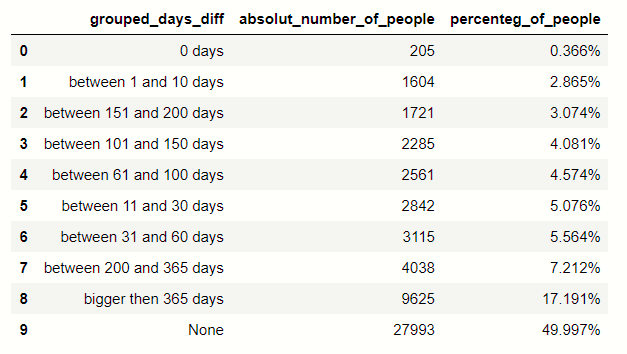 grouped_days_diff absolut_number_of_people percenteg_of_people
0 0 days 205 0.366%
1 between 1 and 10 days 1604 2.865%
2 between 151 and 200 days 1721 3.074%
3 between 101 and 150 days 2285 4.081%
4 between 61 and 100 days 2561 4.574%
5 between 11 and 30 days 2842 5.076%
6 between 31 and 60 days 3115 5.564%
7 between 200 and 365 days 4038 7.212%
8 bigger then 365 days 9625 17.191%
9 None 27993 49.997%